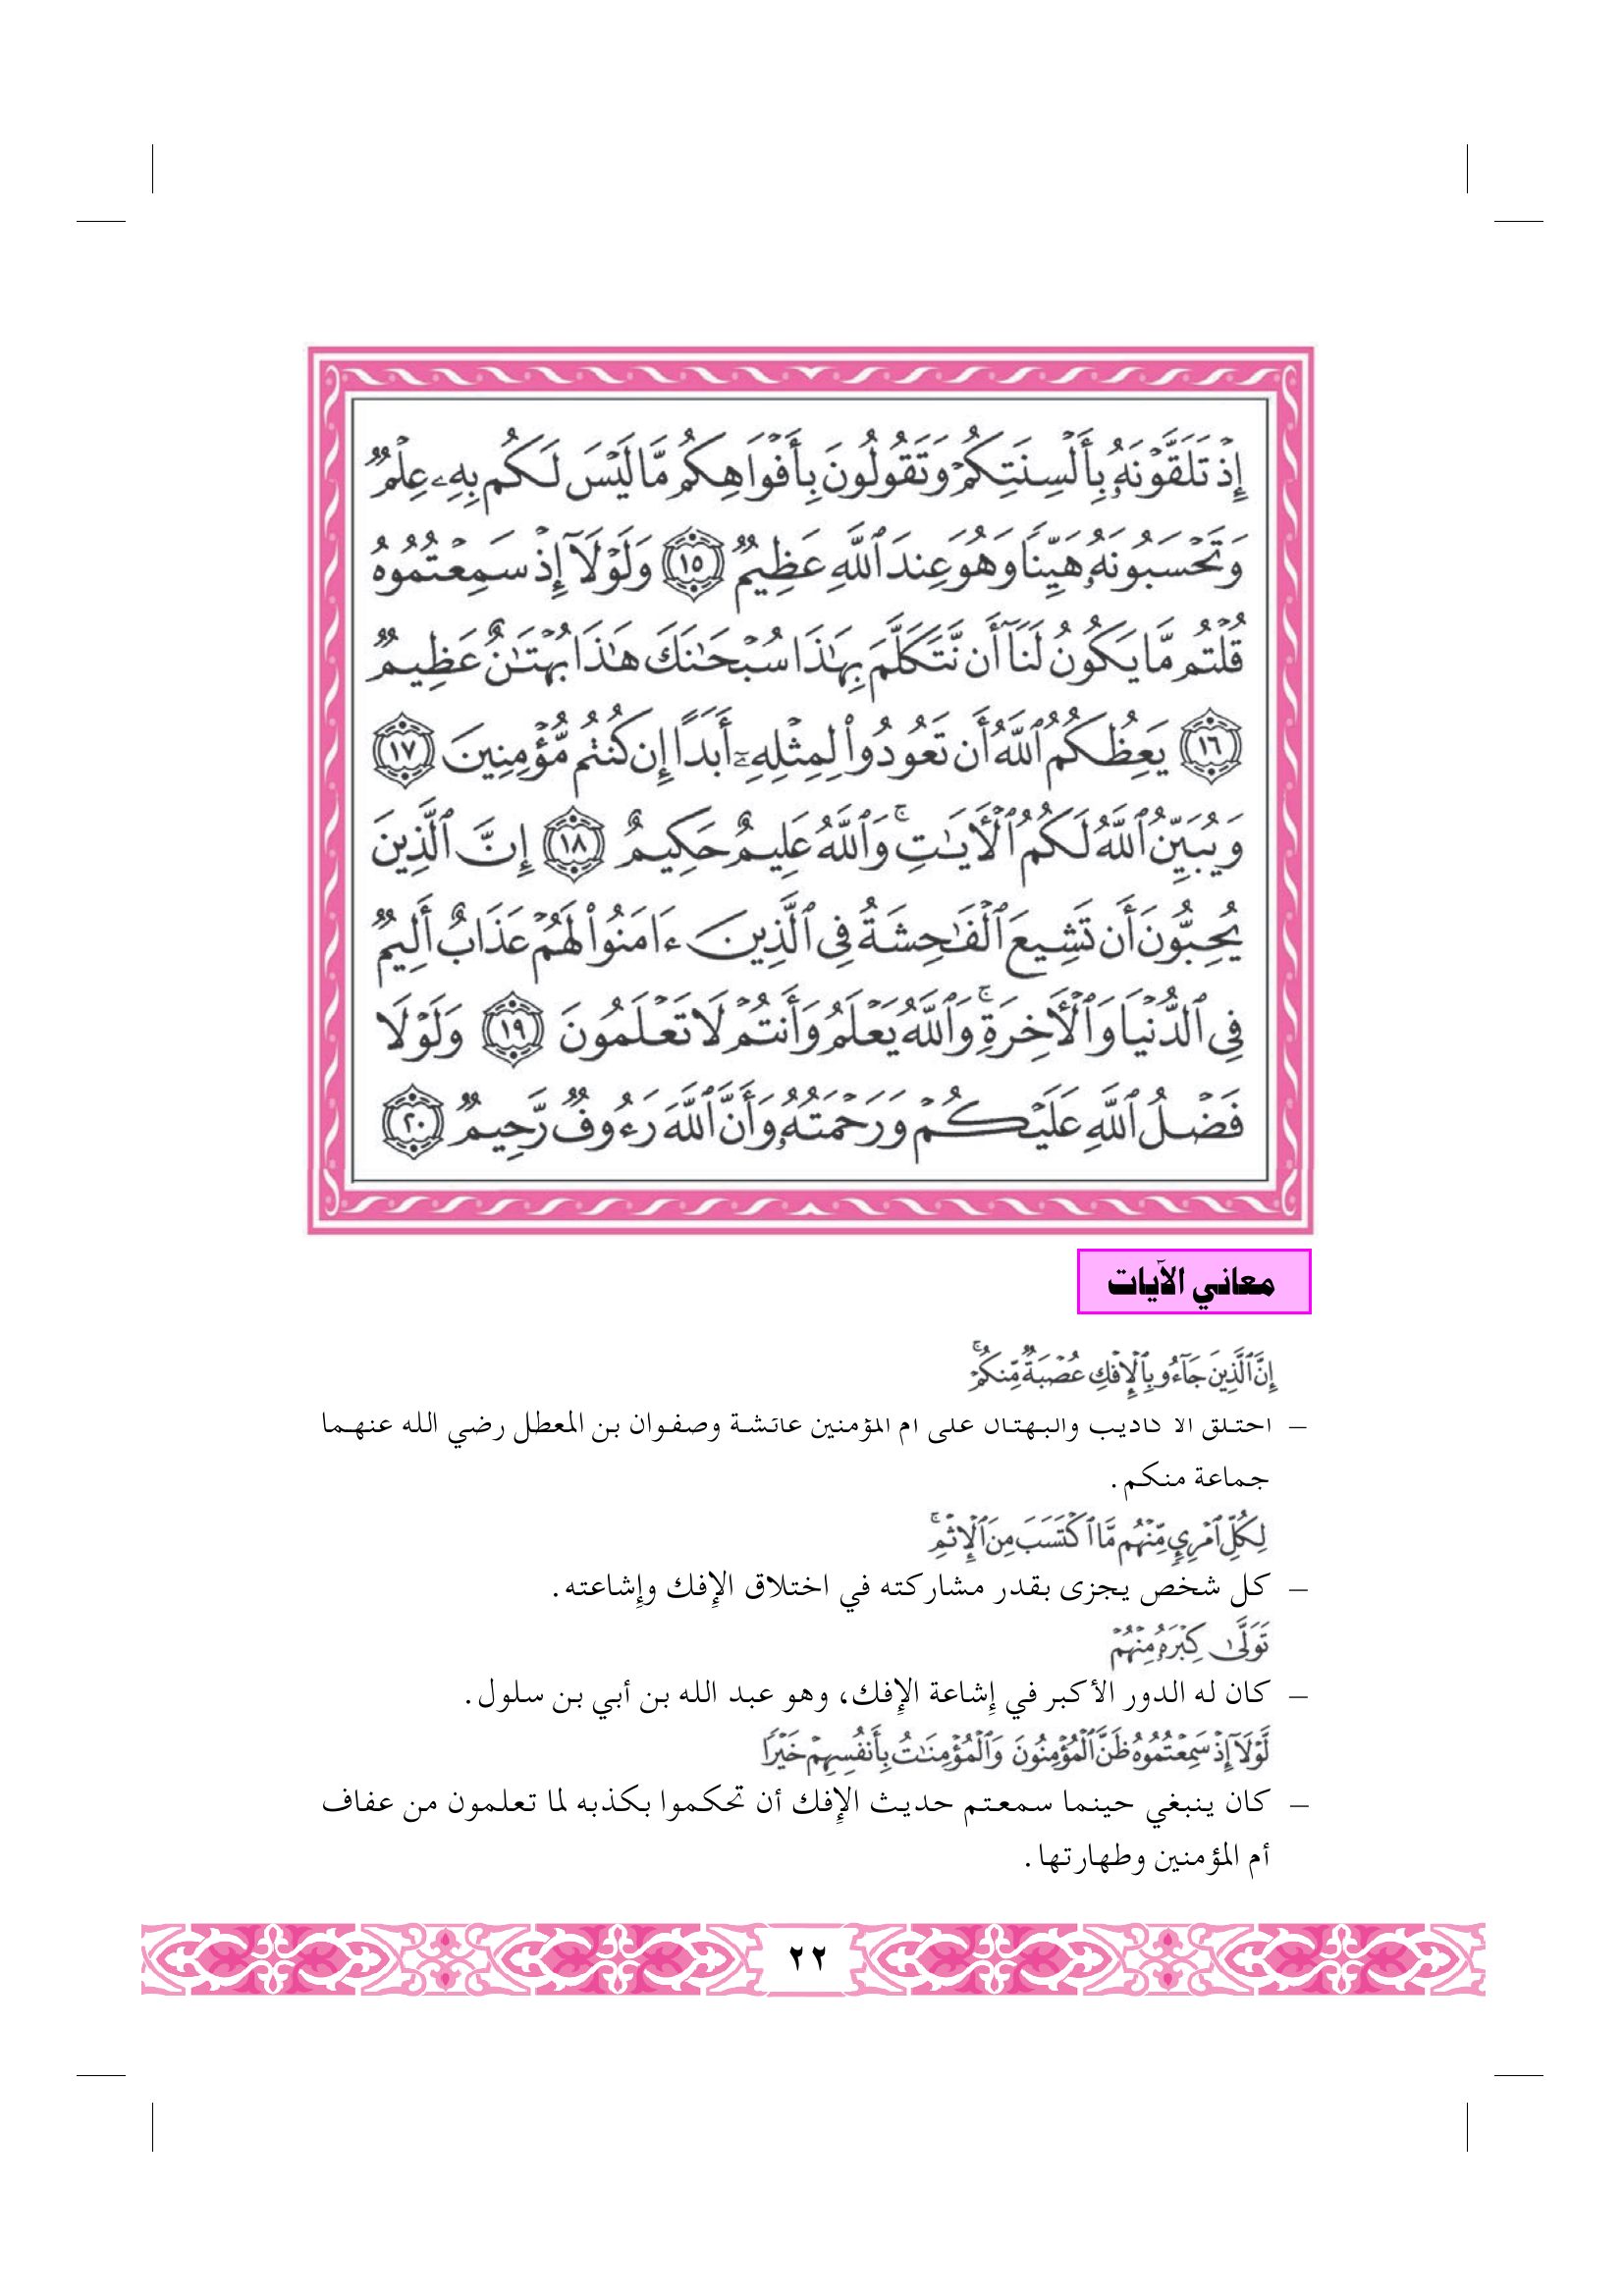 إِذْ تَلَقَّوْنَهُۥ بِأَلْسِنَتِكُمْ وَتَقُولُونَ بِأَفْوَاهِكُم مَّا لَيْسَ لَكُم بِهِۦ عِلْمٌ
وَتَحْسَبُونَهُۥ هَيِّنًا وَهُوَ عِندَ ٱللَّهِ عَظِيمٌ ١٥ وَلَوْلَآ إِذْ سَمِعْتُمُوهُ
قُلْتُم مَّا يَكُونُ لَنَآ أَن نَّتَكَلَّمَ بِهَٰذَا سُبْحَٰنَكَ هَٰذَا بُهْتَٰنٌ عَظِيمٌ
١٦ يَعِظُكُمُ ٱللَّهُ أَن تَعُودُوا۟ لِمِثْلِهِۦٓ أَبَدًا إِن كُنتُم مُّؤْمِنِينَ ١٧
وَيُبَيِّنُ ٱللَّهُ لَكُمُ ٱلْأَيَٰتِ ۚ وَٱللَّهُ عَلِيمٌ حَكِيمٌ ١٨ إِنَّ ٱلَّذِينَ
يُحِبُّونَ أَن تَشِيعَ ٱلْفَٰحِشَةُ فِى ٱلَّذِينَ ءَامَنُوا۟ لَهُمْ عَذَابٌ أَلِيمٌ
فِى ٱلدُّنْيَا وَٱلْأَخِرَةِ ۚ وَٱللَّهُ يَعْلَمُ وَأَنتُمْ لَا تَعْلَمُونَ ١٩ وَلَوْلَا
فَضْلُ ٱللَّهِ عَلَيْكُمْ وَرَحْمَتُهُۥ وَأَنَّ ٱللَّهَ رَءُوفٌ رَّحِيمٌ ٢٠
معاني الآيات
إِنَّ ٱلَّذِينَ جَآءُو بِٱلْإِفْكِ عُصْبَةٌ مِّنكُمْ ۚ
– اختلق الأكاذيب والبهتان على أم المؤمنين عائشة وصفوان بن المعطل رضي الله عنهما
جماعة منكم.
لِكُلِّ ٱمْرِئٍ مِّنْهُم مَّا ٱكْتَسَبَ مِنَ ٱلْإِثْمِ ۚ
– كل شخص يجزى بقدر مشاركته في اختلاق الإفك وإشاعته.
تَوَلَّىٰ كِبْرَهُۥ مِنْهُمْ
– كان له الدور الأكبر في إشاعة الإفك، وهو عبد الله بن أبي بن سلول.
لَّوْلَآ إِذْ سَمِعْتُمُوهُ ظَنَّ ٱلْمُؤْمِنُونَ وَٱلْمُؤْمِنَٰتُ بِأَنفُسِهِمْ خَيْرًا
– كان ينبغي حينما سمعتم حديث الإفك أن تحكموا بكذبه لما تعلمون من عفاف
أم المؤمنين وطهارتها.
٢٢